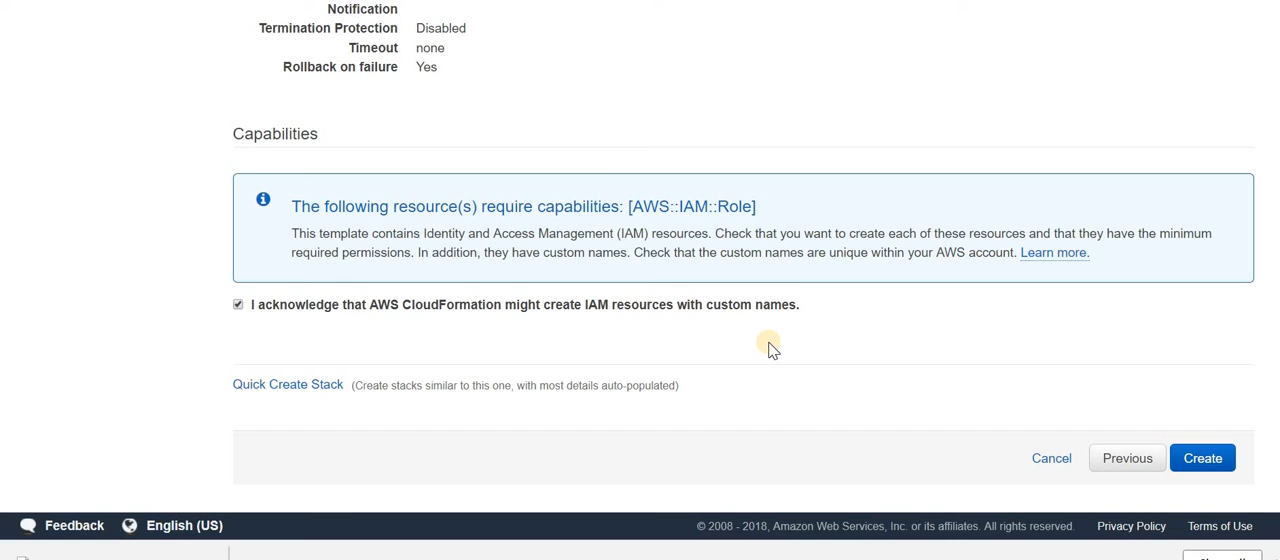 Notification
Termination Protection Disabled
Timeout none
Rollback on failure Yes
Capabilities
The following resource(s) require capabilities: [AWS::IAM::Role]
This template contains Identity and Access Management (IAM) resources. Check that you want to create each of these resources and that they have the minimum
required permissions. In addition, they have custom names. Check that the custom names are unique within your AWS account. Learn more.
I acknowledge that AWS CloudFormation might create IAM resources with custom names.
Quick Create Stack (Create stacks similar to this one, with most details auto-populated)
Cancel Previous Create
Feedback English (US) © 2008 - 2018, Amazon Web Services, Inc. or its affiliates. All rights reserved. Privacy Policy Terms of Use